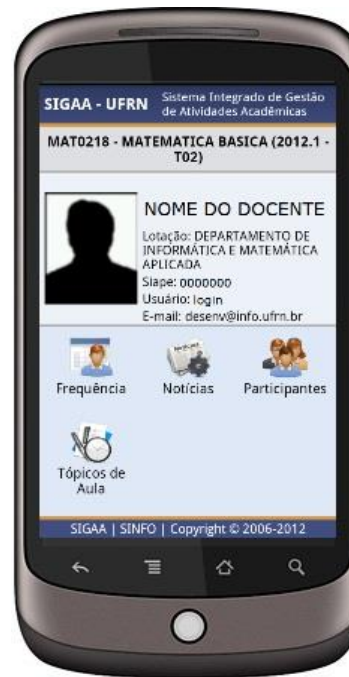 SIGAA - UFRN
Sistema Integrado de Gestão
de Atividades Acadêmicas
MAT0218 - MATEMATICA BASICA (2012.1 -
T02)
NOME DO DOCENTE
Lotação: DEPARTAMENTO DE
INFORMÁTICA E MATEMÁTICA
APLICADA
Siape: 0000000
Usuário: login
E-mail: desenv@info.ufrn.br
Frequência
Notícias
Participantes
Tópicos de
Aula
SIGAA | SINFO | Copyright © 2006-2012